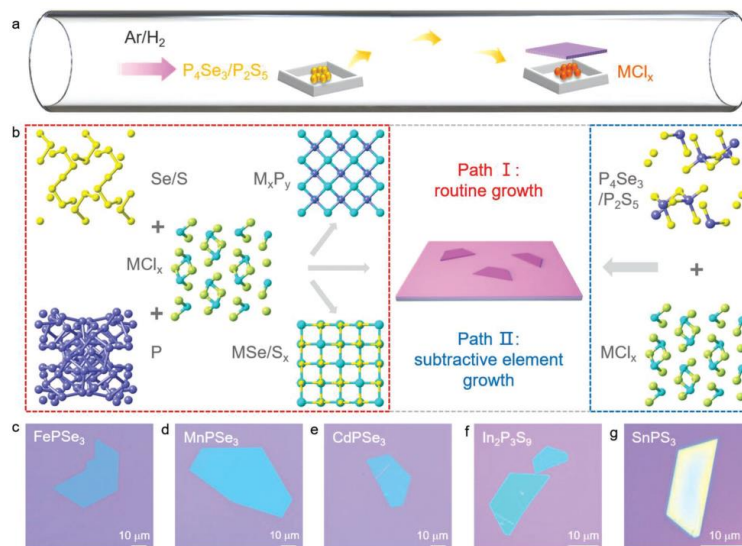 a
Ar/H₂
P₄Se₃/P₂S₅
MClₓ
b
Se/S
+
MClₓ
+
P
MₓPᵧ
MSe/Sₓ
Path Ⅰ:
routine growth
Path Ⅱ:
subtractive element
growth
P₄Se₃
/P₂S₅
+
MClₓ
c
FePSe₃
10 μm
d
MnPSe₃
10 μm
e
CdPSe₃
10 μm
f
In₂P₃S₉
10 μm
g
SnPS₃
10 μm